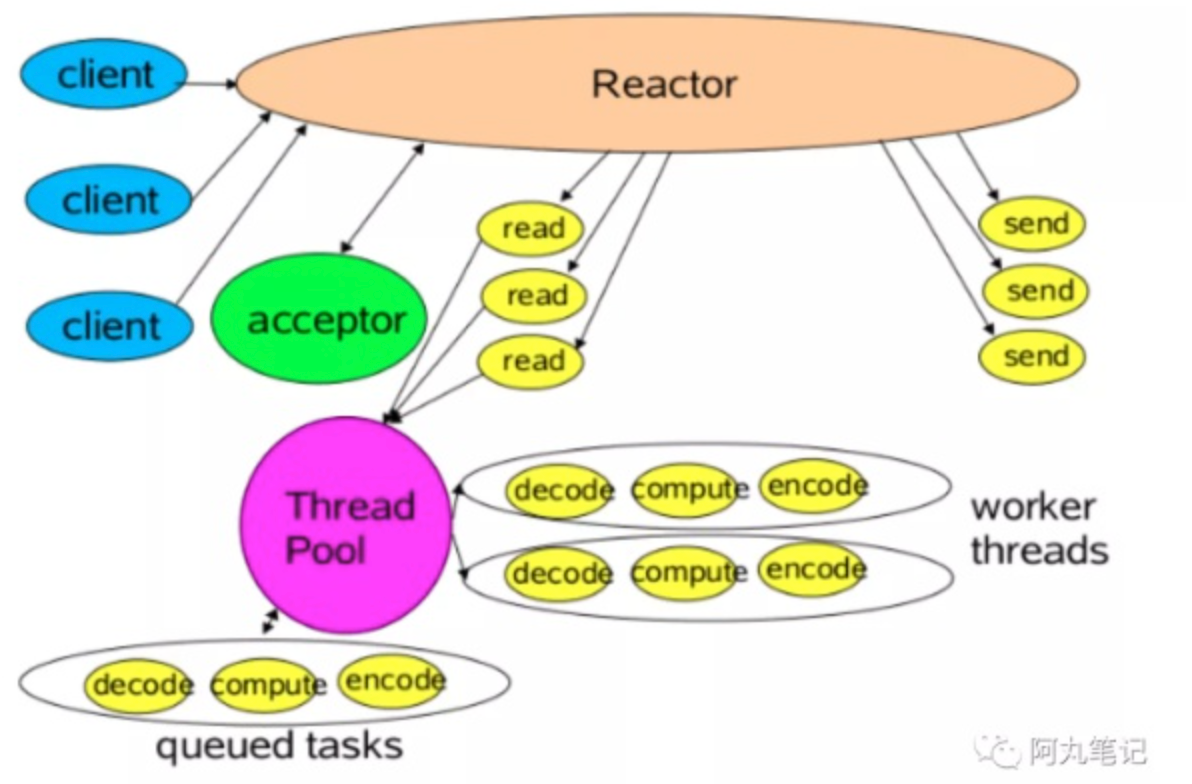 client
Reactor
client
client
acceptor
read
read
read
send
send
send
Thread
Pool
decode compute encode
decode compute encode
worker
threads
decode compute encode
queued tasks
阿丸笔记